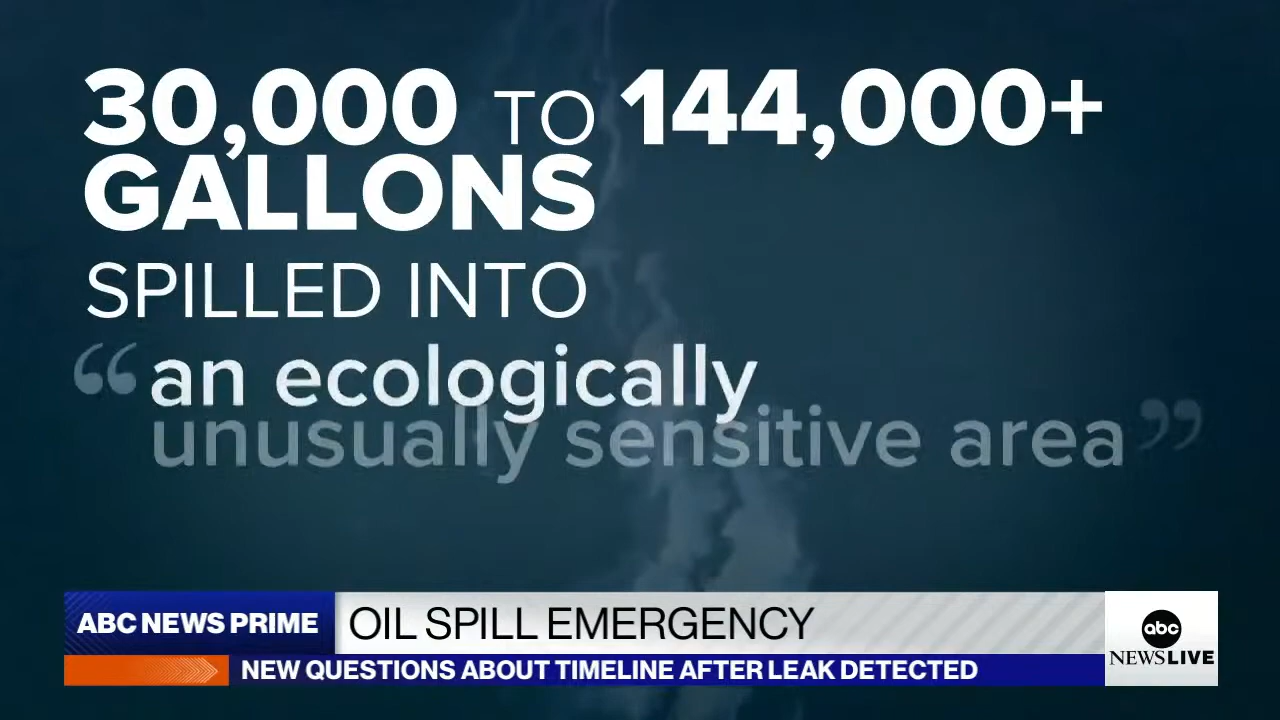 30,000 TO 144,000+
GALLONS
SPILLED INTO
“an ecologically
unusually sensitive area”
ABC NEWS PRIME
OIL SPILL EMERGENCY
NEW QUESTIONS ABOUT TIMELINE AFTER LEAK DETECTED
abc
NEWSLIVE